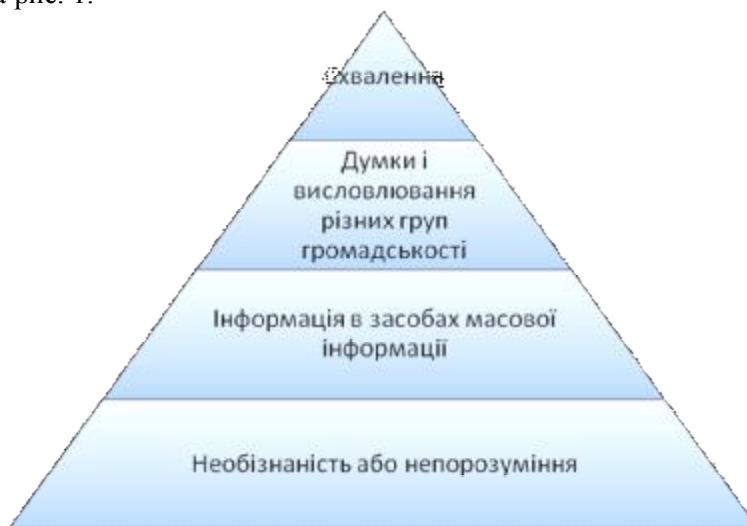 рис. 1.
Схвалення
Думки і
висловлювання
різних груп
громадськості
Інформація в засобах масової
інформації
Необізнаність або непорозуміння